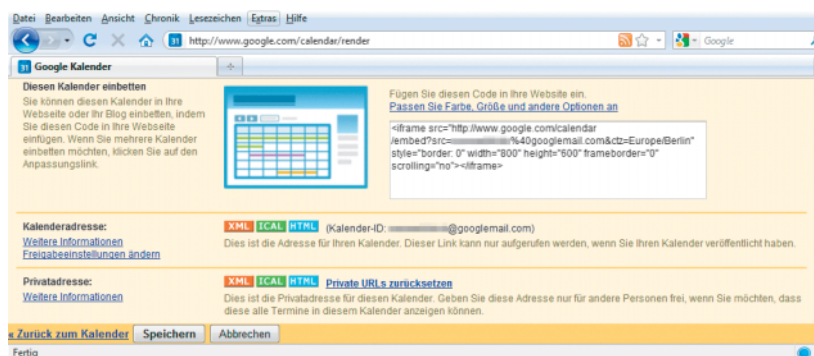 Datei Bearbeiten Ansicht Chronik Lesezeichen Extras Hilfe
http://www.google.com/calendar/render
Google
31 Google Kalender
Diesen Kalender einbetten
Sie können diesen Kalender in Ihre
Webseite oder Ihr Blog einbetten, indem
Sie diesen Code in Ihre Webseite
einfügen. Wenn Sie mehrere Kalender
einbetten möchten, klicken Sie auf den
Anpassungslink.
Fügen Sie diesen Code in Ihre Website ein.
Passen Sie Farbe, Größe und andere Optionen an
<iframe src="http://www.google.com/calendar
/embed?src=%40googlemail.com&ctz=Europe/Berlin"
style="border: 0" width="800" height="600" frameborder="0"
scrolling="no"></iframe>
Kalenderadresse:
Weitere Informationen
Freigabeeinstellungen ändern
XML ICAL HTML (Kalender-ID: @googlemail.com)
Dies ist die Adresse für Ihren Kalender. Dieser Link kann nur aufgerufen werden, wenn Sie Ihren Kalender veröffentlicht haben.
Privatadresse:
Weitere Informationen
XML ICAL HTML Private URLs zurücksetzen
Dies ist die Privatadresse für diesen Kalender. Geben Sie diese Adresse nur für andere Personen frei, wenn Sie möchten, dass
diese alle Termine in diesem Kalender anzeigen können.
« Zurück zum Kalender Speichern Abbrechen
Fertig